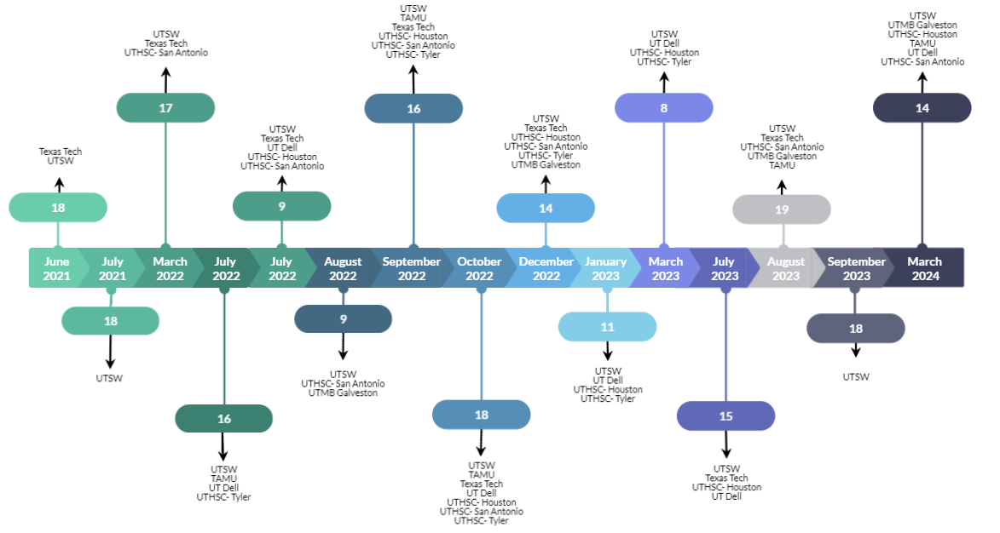 UTSW
Texas Tech
UTHSC- San Antonio
17
UTSW
TAMU
Texas Tech
UTHSC- Houston
UTHSC- San Antonio
UTHSC- Tyler
16
UTSW
UT Dell
UTHSC- Houston
UTHSC- Tyler
8
UTSW
UTMB Galveston
UTHSC- Houston
TAMU
UT Dell
UTHSC- San Antonio
14
Texas Tech
UTSW
18
UTSW
Texas Tech
UT Dell
UTHSC- Houston
UTHSC- San Antonio
9
UTSW
Texas Tech
UTHSC- Houston
UTHSC- San Antonio
UTHSC- Tyler
UTMB Galveston
14
UTSW
Texas Tech
UTHSC- San Antonio
UTMB Galveston
TAMU
19
June
2021
July
2021
March
2022
July
2022
July
2022
August
2022
September
2022
October
2022
December
2022
January
2023
March
2023
July
2023
August
2023
September
2023
March
2024
18
UTSW
9
UTSW
UTHSC- San Antonio
UTMB Galveston
11
UTSW
UT Dell
UTHSC- Houston
UTHSC- Tyler
18
UTSW
16
UTSW
TAMU
UT Dell
UTHSC- Tyler
18
UTSW
TAMU
Texas Tech
UT Dell
UTHSC- Houston
UTHSC- San Antonio
UTHSC- Tyler
15
UTSW
Texas Tech
UTHSC- Houston
UT Dell